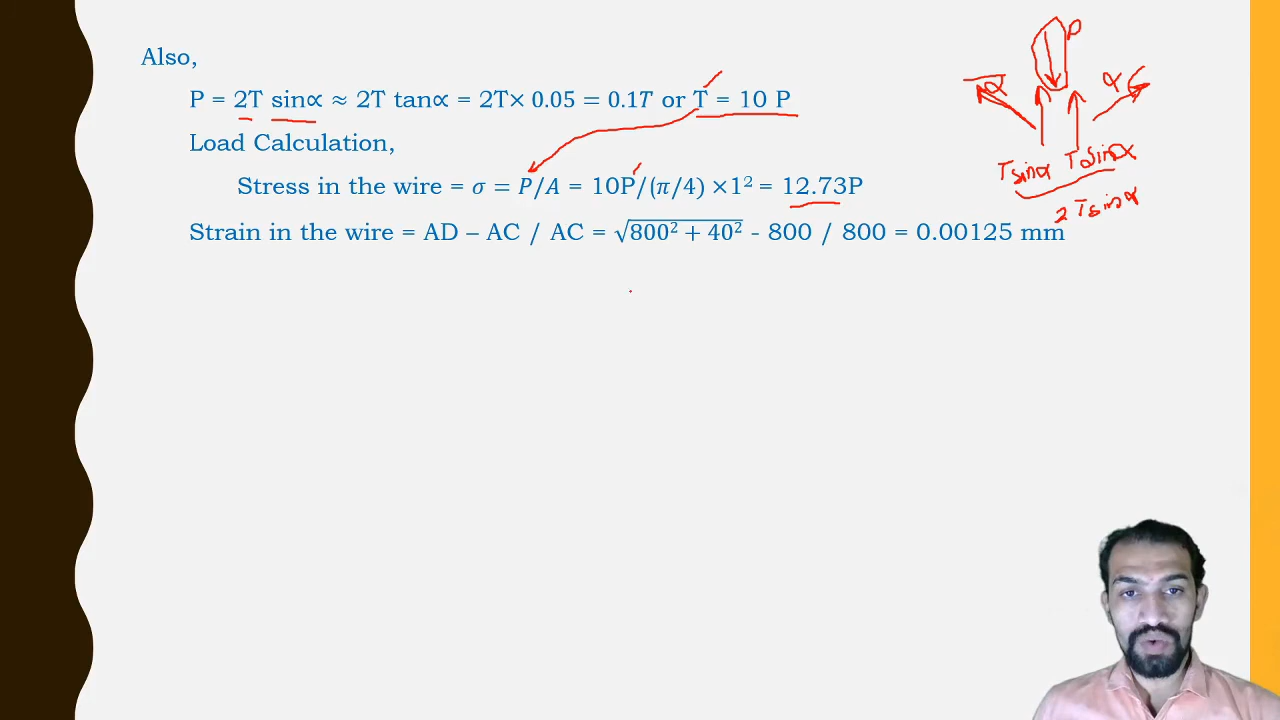 Also,
P = 2T sin∝ ≈ 2T tan∝ = 2T× 0.05 = 0.1T or T = 10 P
Load Calculation,
Stress in the wire = σ = P/A = 10P/(π/4) ×1² = 12.73P
Strain in the wire = AD – AC / AC = √800² + 40² - 800 / 800 = 0.00125 mm
P
α α
Tsinα Tsinα
2 Tsinα